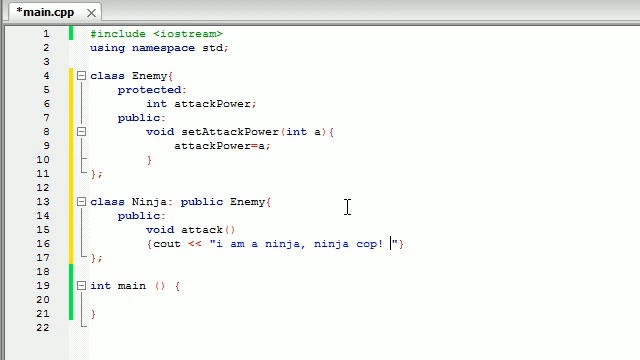 *main.cpp
1 #include <iostream>
2 using namespace std;
3
4 class Enemy{
5 protected:
6 int attackPower;
7 public:
8 void setAttackPower(int a){
9 attackPower=a;
10 }
11 };
12
13 class Ninja: public Enemy{
14 public:
15 void attack()
16 {cout << "i am a ninja, ninja cop! "}
17 };
18
19 int main () {
20
21 }
22